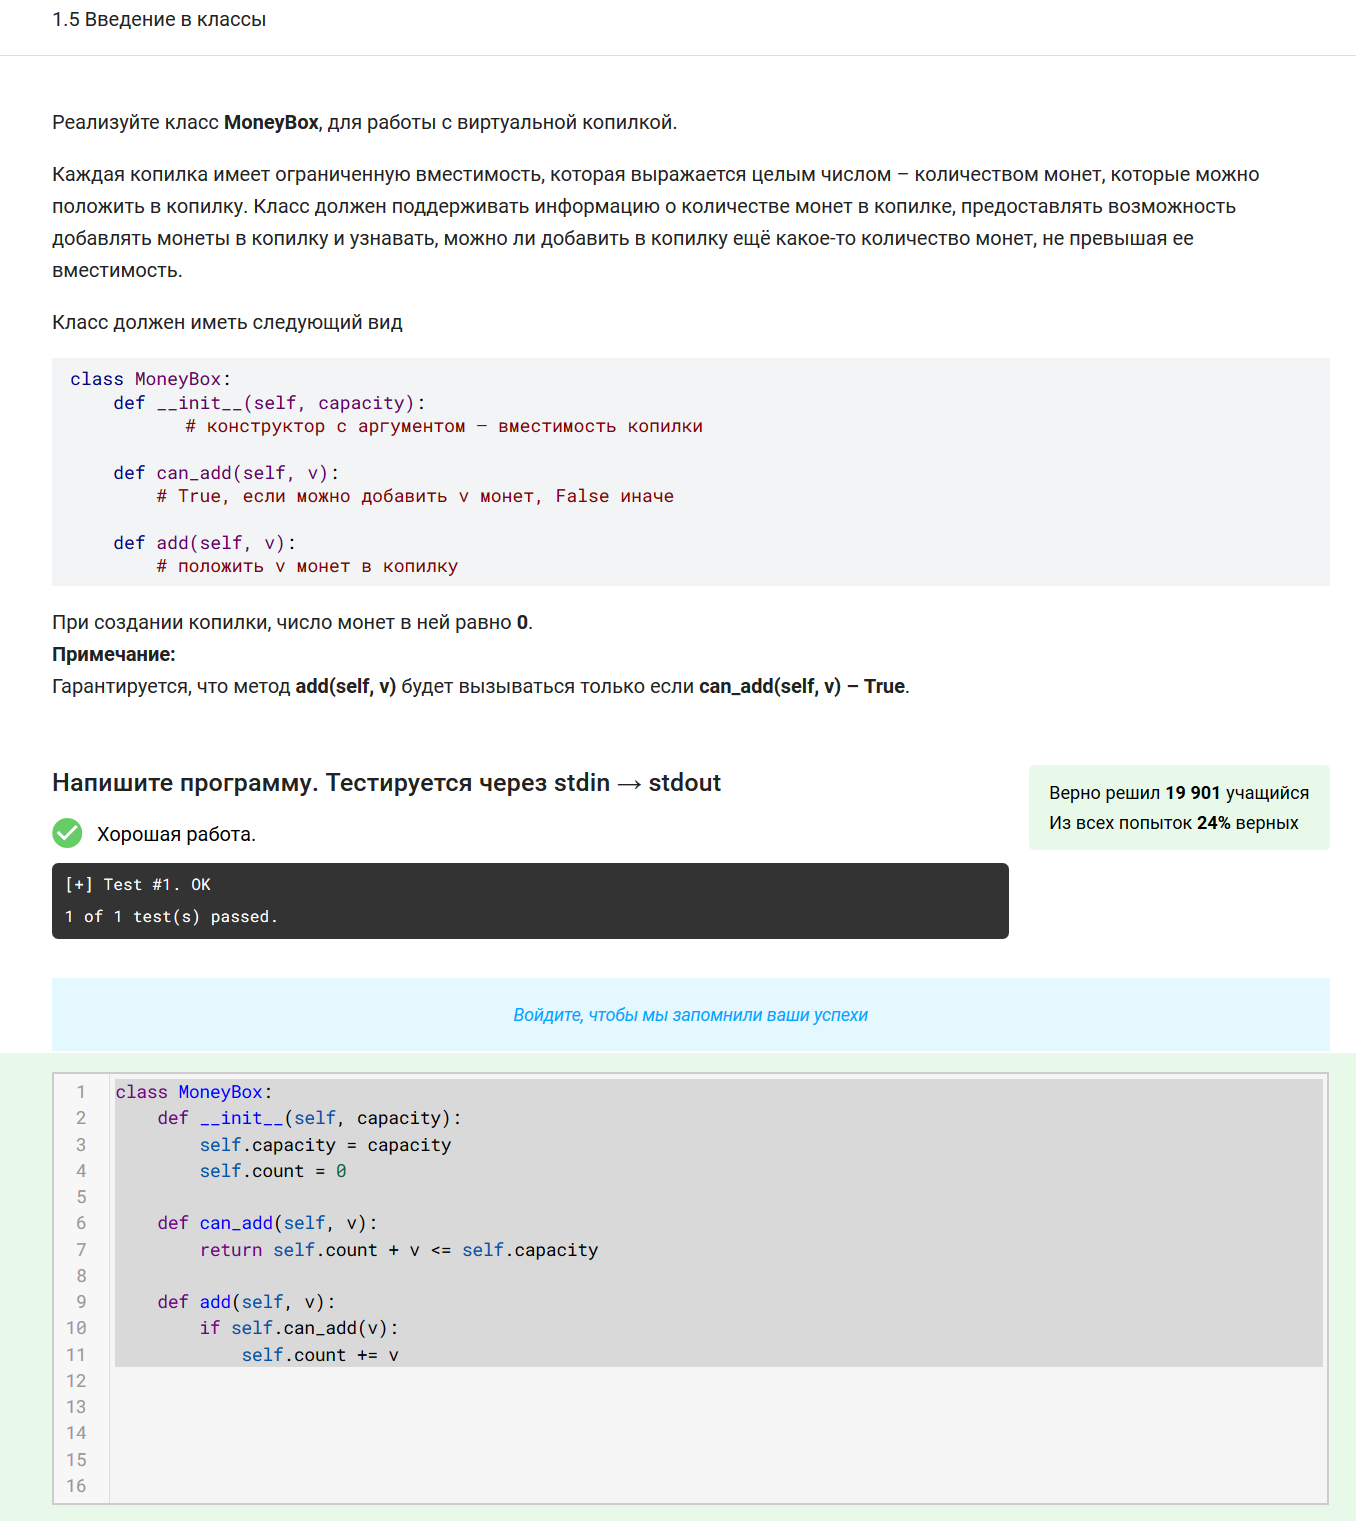 1.5 Введение в классы
Реализуйте класс MoneyBox, для работы с виртуальной копилкой.
Каждая копилка имеет ограниченную вместимость, которая выражается целым числом – количеством монет, которые можно
положить в копилку. Класс должен поддерживать информацию о количестве монет в копилке, предоставлять возможность
добавлять монеты в копилку и узнавать, можно ли добавить в копилку ещё какое-то количество монет, не превышая ее
вместимость.
Класс должен иметь следующий вид
class MoneyBox:
    def __init__(self, capacity):
           # конструктор с аргументом – вместимость копилки
    def can_add(self, v):
        # True, если можно добавить v монет, False иначе
    def add(self, v):
        # положить v монет в копилку
При создании копилки, число монет в ней равно 0.
Примечание:
Гарантируется, что метод add(self, v) будет вызываться только если can_add(self, v) – True.
Напишите программу. Тестируется через stdin → stdout
Верно решил 19 901 учащийся
Из всех попыток 24% верных
Хорошая работа.
[+] Test #1. OK
1 of 1 test(s) passed.
Войдите, чтобы мы запомнили ваши успехи
1 class MoneyBox:
2     def __init__(self, capacity):
3         self.capacity = capacity
4         self.count = 0
5
6     def can_add(self, v):
7         return self.count + v <= self.capacity
8
9     def add(self, v):
10         if self.can_add(v):
11             self.count += v
12
13
14
15
16